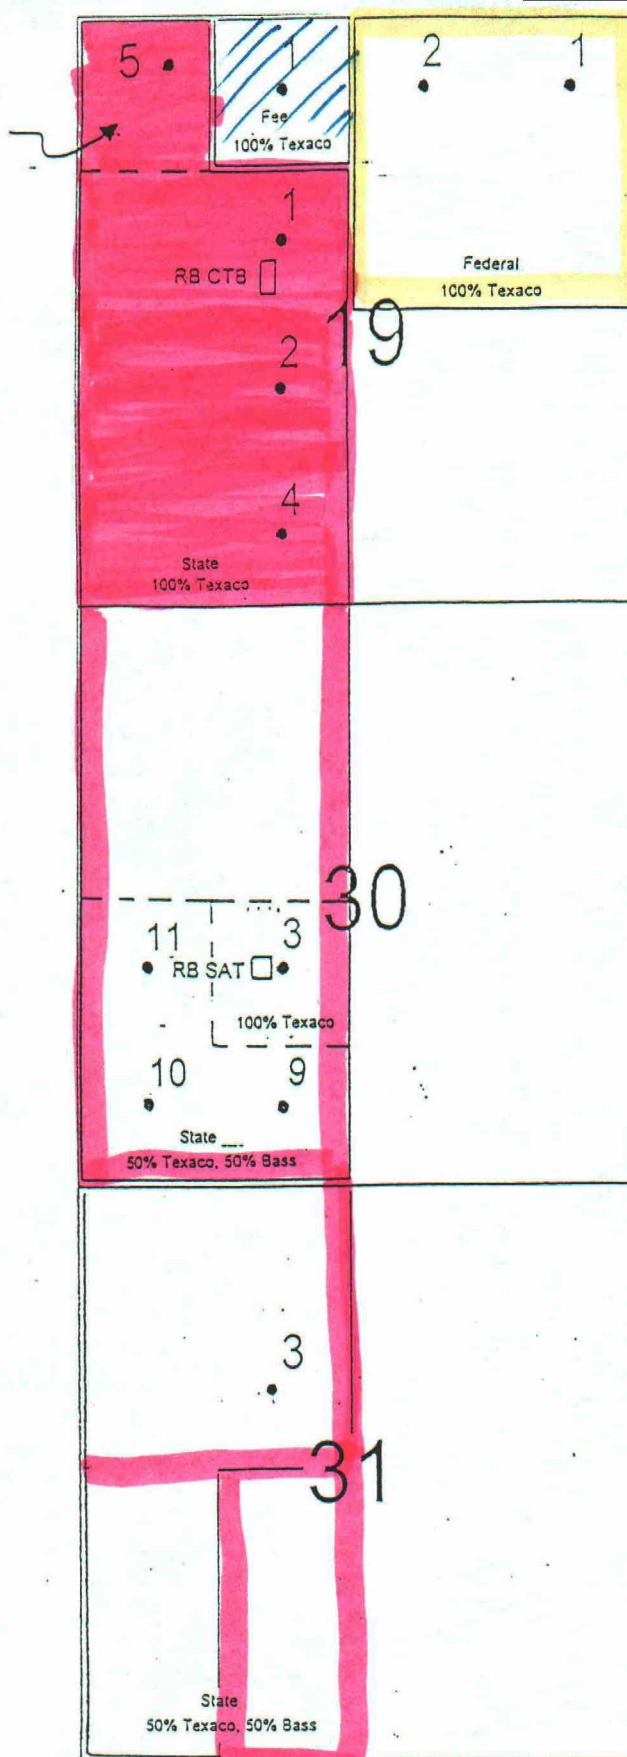 5
1
2
1
Fee
100% Texaco
1
RB CTB
Federal
100% Texaco
19
2
4
State
100% Texaco
30
11
3
RB SAT
100% Texaco
10
9
State
50% Texaco, 50% Bass
3
31
State
50% Texaco, 50% Bass